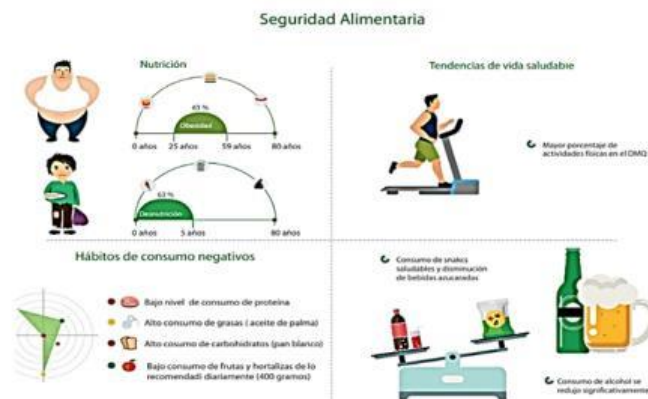 Seguridad Alimentaria
Nutrición
65 %
Obesidad
0 años
25 años
59 años
80 años
63 %
Desnutrición
0 años
5 años
80 años
Tendencias de vida saludable
Mayor porcentaje de
actividades físicas en el DMQ
Hábitos de consumo negativos
Bajo nivel de consumo de proteína
Alto consumo de grasas ( aceite de palma)
Alto cosumo de carbohidratos (pan blanco)
Bajo consumo de frutas y hortalizas de lo
recomendadi diariamente (400 gramos)
Consumo de snakcs
saludables y disminución
de bebidas azucaradas
Consumo de alcohol se
redujo significativamente